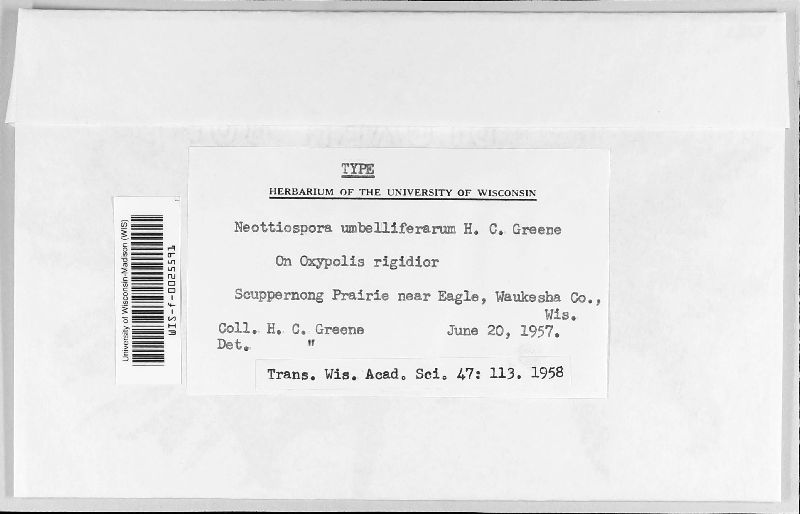 TYPE
HERBARIUM OF THE UNIVERSITY OF WISCONSIN
Neottiospora umbelliferarum H. C. Greene
On Oxypolis rigidior
Scuppernong Prairie near Eagle, Waukesha Co.,
Wis.
Coll. H. C. Greene June 20, 1957.
Det. "
Trans. Wis. Acad. Sci. 47: 113. 1958
University of Wisconsin-Madison (WIS)
WIS-f-0025591